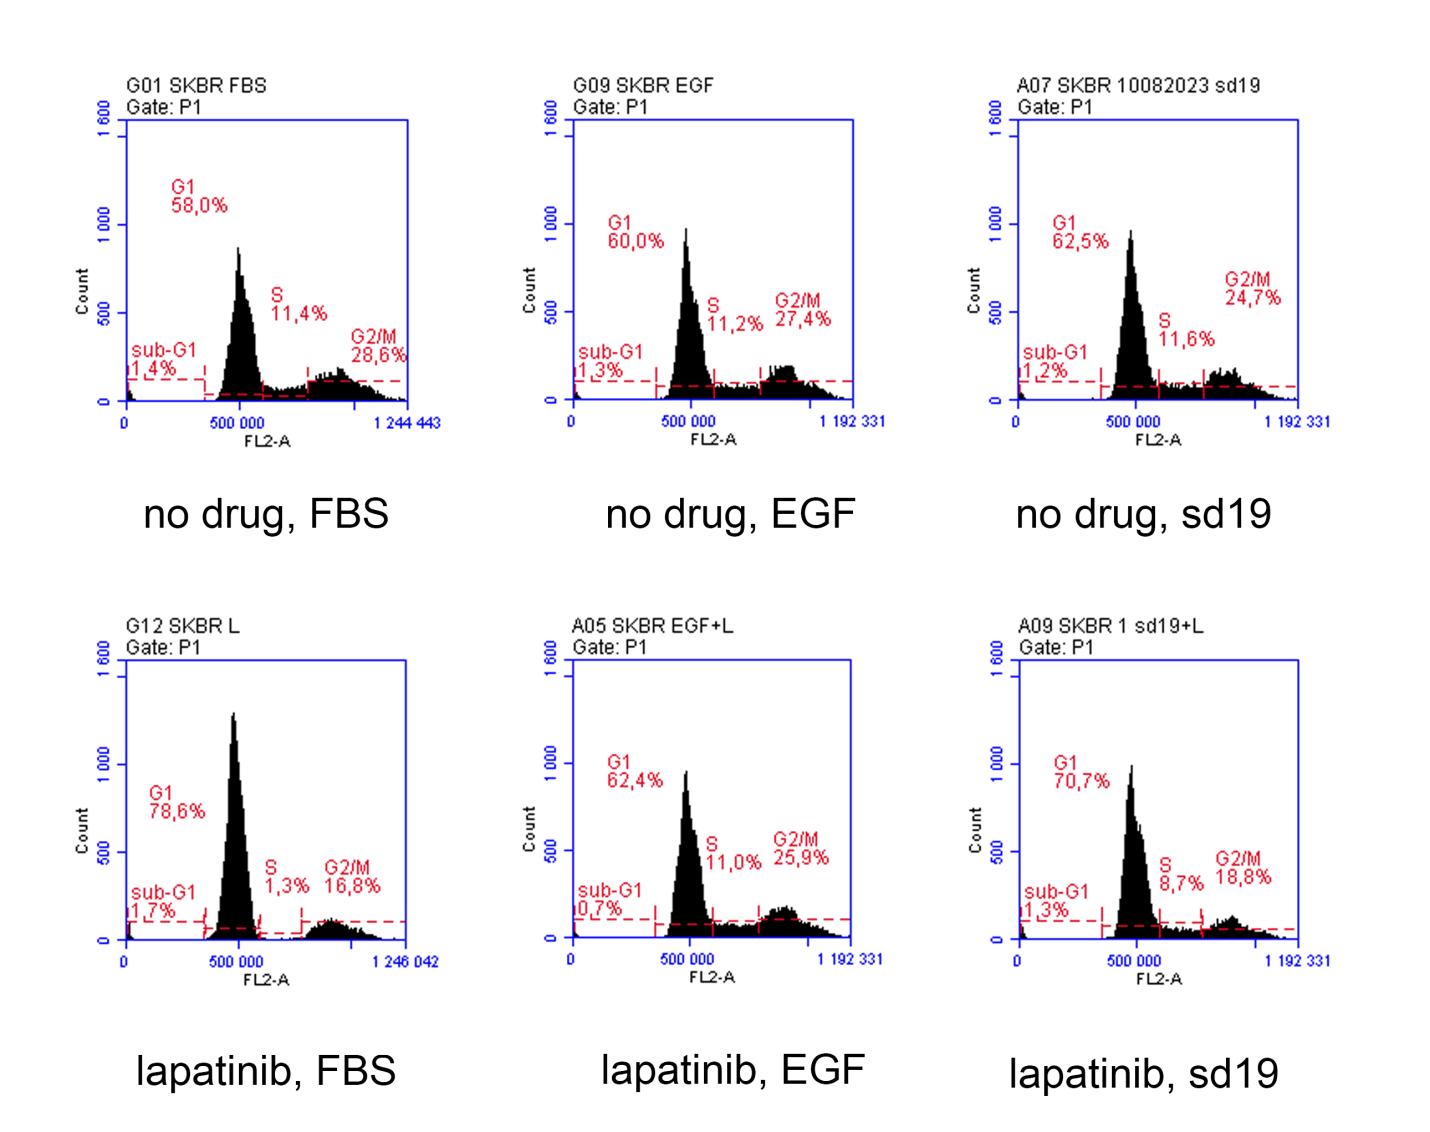 G01 SKBR FBS
Gate: P1
1 600
1 000
500
0
Count
G1
58,0%
S
11,4%
G2/M
28,6%
sub-G1
1,4%
0
500 000
1 244 443
FL2-A
no drug, FBS
G09 SKBR EGF
Gate: P1
1 600
1 000
500
0
Count
G1
60,0%
S
11,2%
G2/M
27,4%
sub-G1
1,3%
0
500 000
1 192 331
FL2-A
no drug, EGF
A07 SKBR 10082023 sd19
Gate: P1
1 600
1 000
500
0
Count
G1
62,5%
S
11,6%
G2/M
24,7%
sub-G1
1,2%
0
500 000
1 192 331
FL2-A
no drug, sd19
G12 SKBR L
Gate: P1
1 600
1 000
500
0
Count
G1
78,6%
S
1,3%
G2/M
16,8%
sub-G1
1,7%
0
500 000
1 246 042
FL2-A
lapatinib, FBS
A05 SKBR EGF+L
Gate: P1
1 600
1 000
500
0
Count
G1
62,4%
S
11,0%
G2/M
25,9%
sub-G1
0,7%
0
500 000
1 192 331
FL2-A
lapatinib, EGF
A09 SKBR 1 sd19+L
Gate: P1
1 600
1 000
500
0
Count
G1
70,7%
S
8,7%
G2/M
18,8%
sub-G1
1,3%
0
500 000
1 192 331
FL2-A
lapatinib, sd19